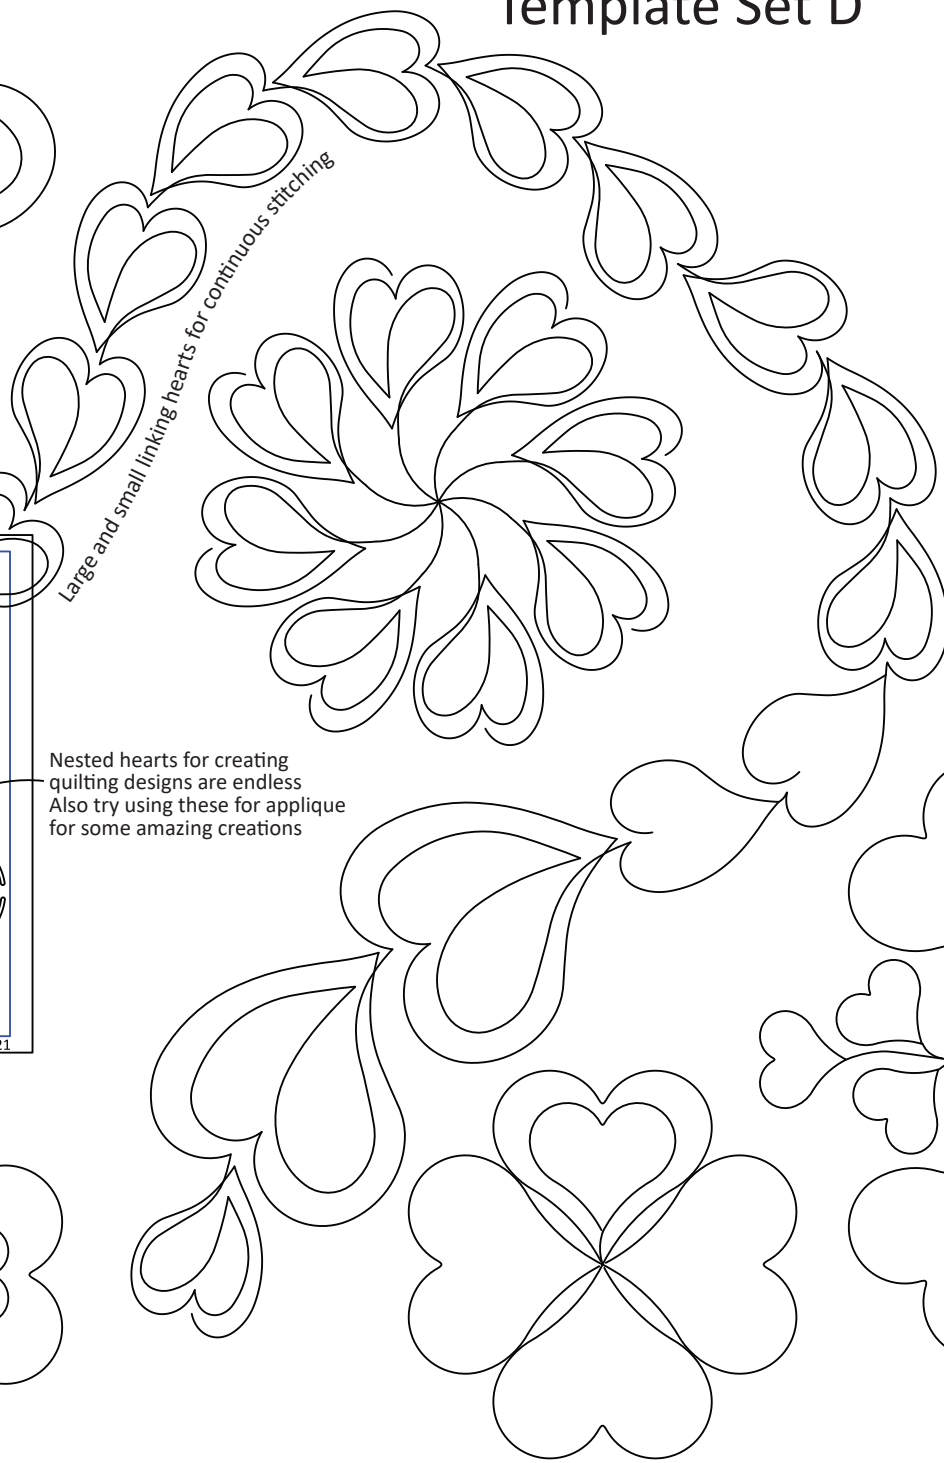 Template Set D
Large and small linking hearts for continuous stitching
Nested hearts for creating
quilting designs are endless
Also try using these for applique
for some amazing creations
21